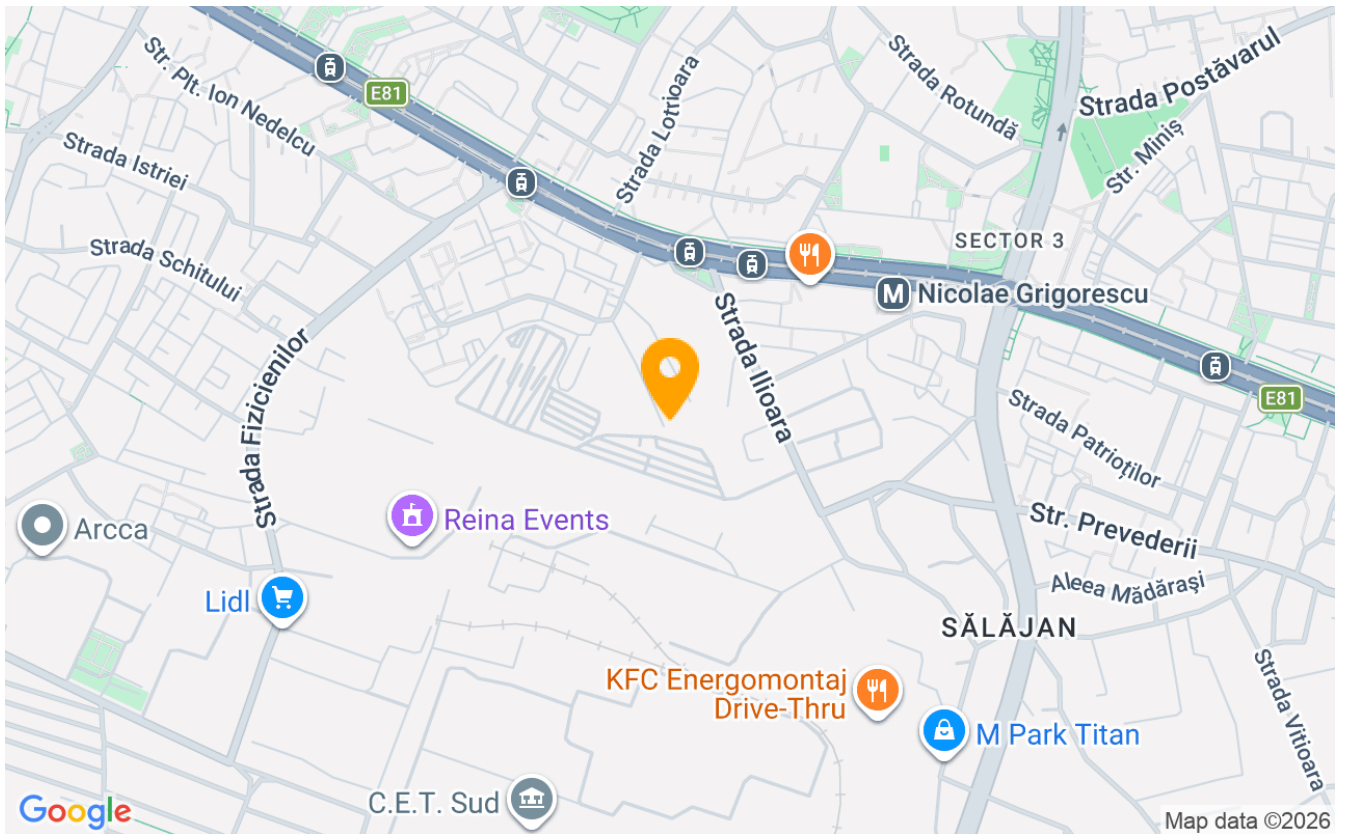 Strada Postăvarul
Strada Rotundă
Strada Lotrioara
Str. Plt. Ion Nedelcu
E81
Str. Miniș
Strada Istriei
SECTOR 3
Strada Schitului
M Nicolae Grigorescu
Strada Ilioara
Strada Fizicienilor
E81
Strada Patrioților
Reina Events
Str. Prevederii
Arcca
Aleea Mădărași
Lidl
SĂLĂJAN
KFC Energomontaj
Drive-Thru
Strada Vitioara
M Park Titan
C.E.T. Sud
Google
Map data ©2026